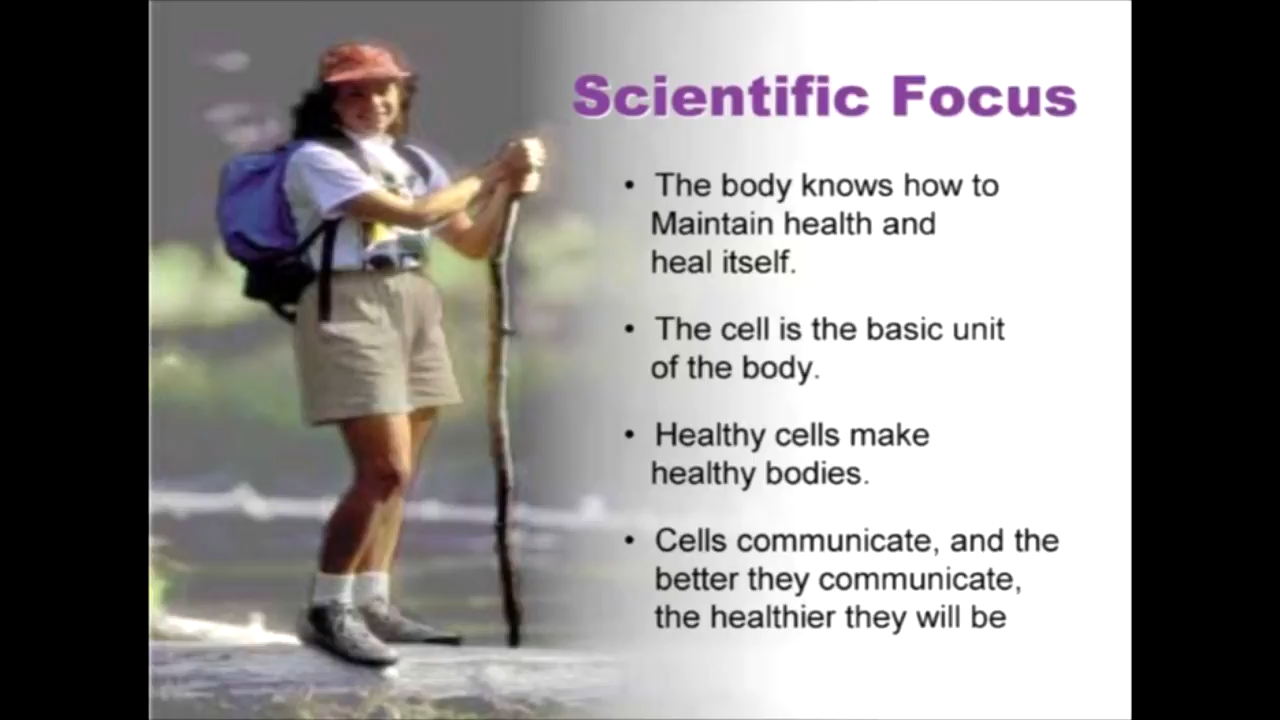 Scientific Focus
• The body knows how to
Maintain health and
heal itself.
• The cell is the basic unit
of the body.
• Healthy cells make
healthy bodies.
• Cells communicate, and the
better they communicate,
the healthier they will be